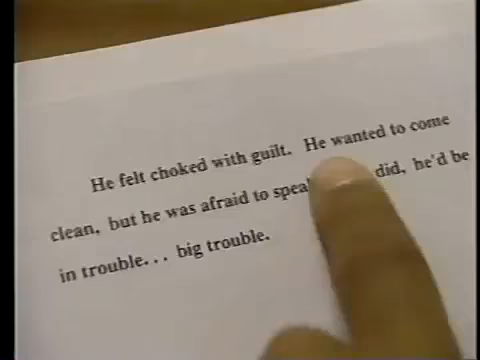 He felt choked with guilt. He wanted to come
clean, but he was afraid to spea did, he'd be
in trouble... big trouble.